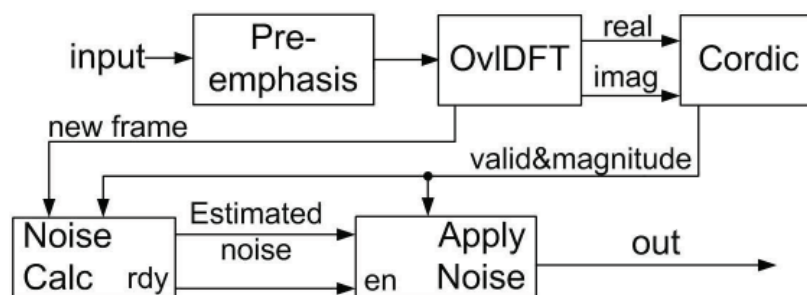 input
Pre-
emphasis
OvlDFT
real
imag
Cordic
new frame
valid&magnitude
Noise
Calc
rdy
Estimated
noise
en
Apply
Noise
out